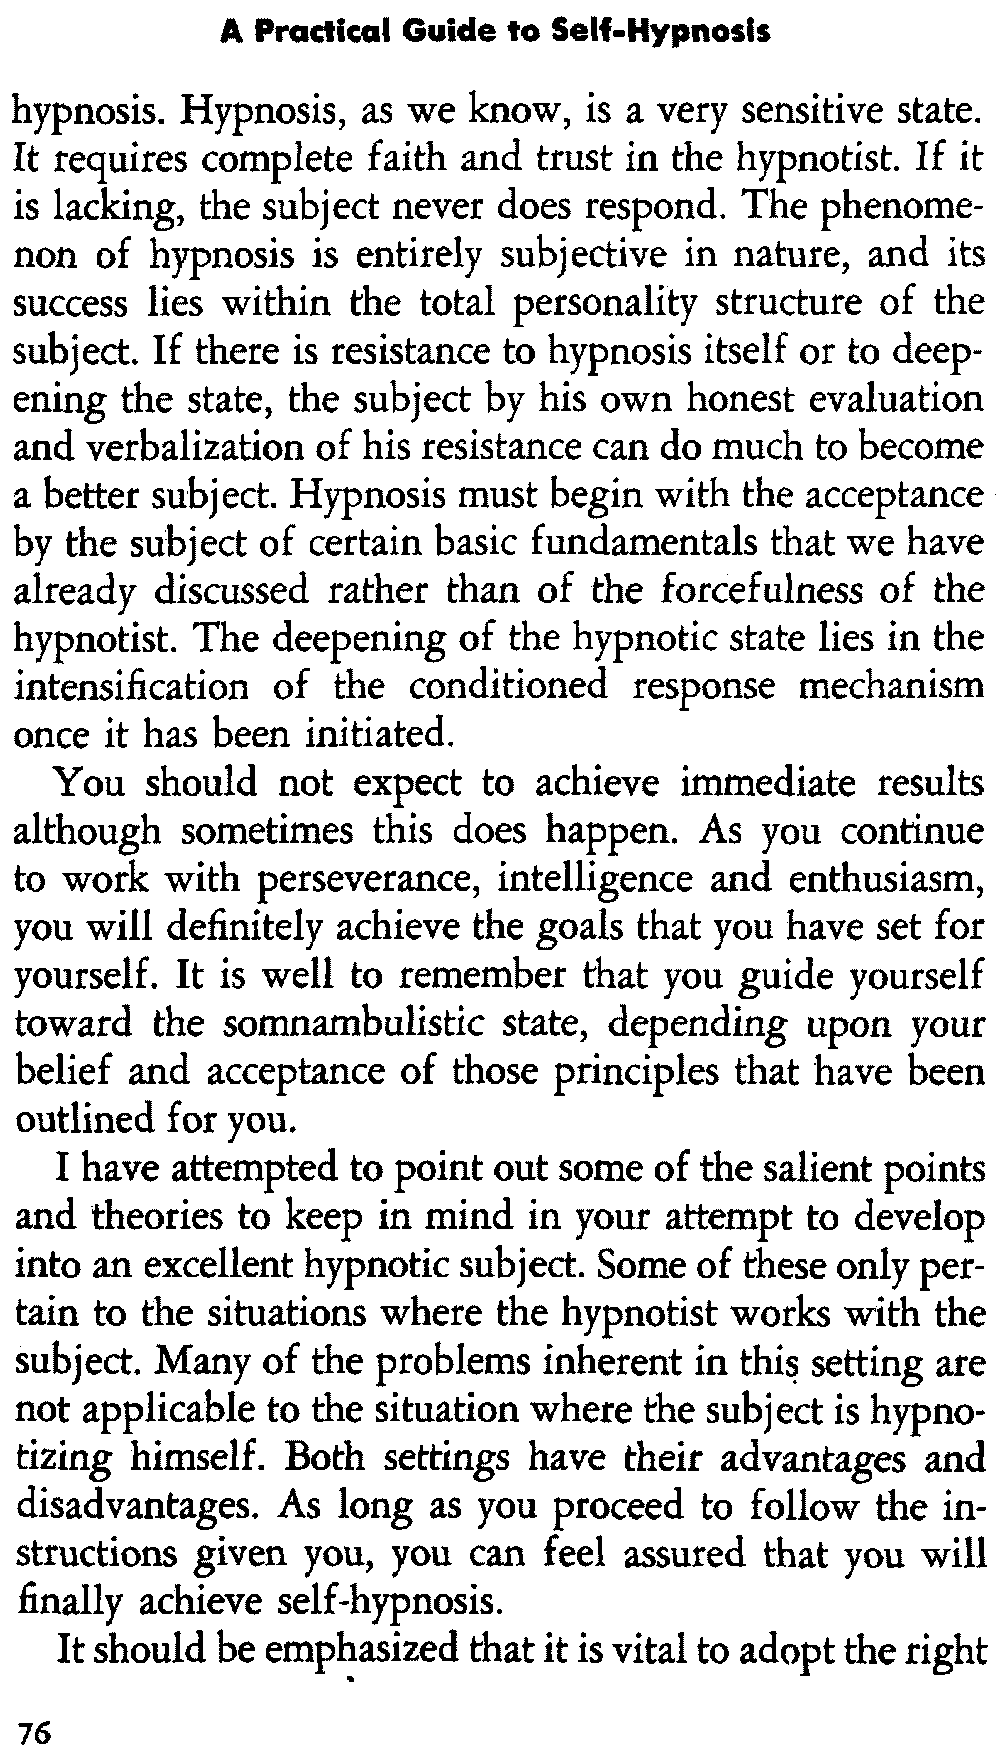 A Practical Guide to Self-Hypnosis
hypnosis. Hypnosis, as we know, is a very sensitive state.
It requires complete faith and trust in the hypnotist. If it
is lacking, the subject never does respond. The phenome-
non of hypnosis is entirely subjective in nature, and its
success lies within the total personality structure of the
subject. If there is resistance to hypnosis itself or to deep-
ening the state, the subject by his own honest evaluation
and verbalization of his resistance can do much to become
a better subject. Hypnosis must begin with the acceptance
by the subject of certain basic fundamentals that we have
already discussed rather than of the forcefulness of the
hypnotist. The deepening of the hypnotic state lies in the
intensification of the conditioned response mechanism
once it has been initiated.
You should not expect to achieve immediate results
although sometimes this does happen. As you continue
to work with perseverance, intelligence and enthusiasm,
you will definitely achieve the goals that you have set for
yourself. It is well to remember that you guide yourself
toward the somnambulistic state, depending upon your
belief and acceptance of those principles that have been
outlined for you.
I have attempted to point out some of the salient points
and theories to keep in mind in your attempt to develop
into an excellent hypnotic subject. Some of these only per-
tain to the situations where the hypnotist works with the
subject. Many of the problems inherent in this setting are
not applicable to the situation where the subject is hypno-
tizing himself. Both settings have their advantages and
disadvantages. As long as you proceed to follow the in-
structions given you, you can feel assured that you will
finally achieve self-hypnosis.
It should be emphasized that it is vital to adopt the right
76